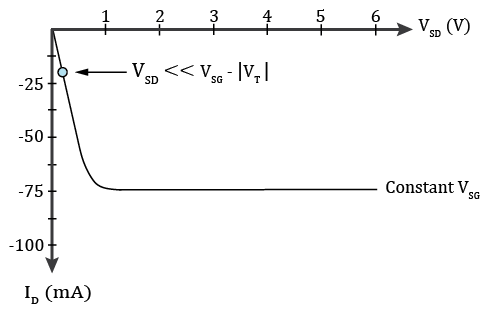 1 2 3 4 5 6 V_SD (V)
V_SD << V_SG - |V_T|
-25
-50
-75
Constant V_SG
-100
I_D (mA)